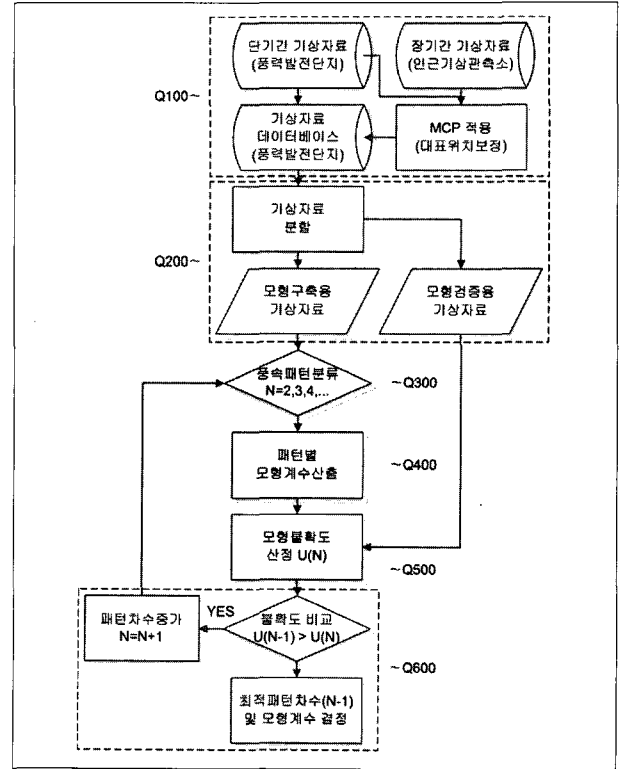 단기간 기상자료
(풍력발전단지)
장기간 기상자료
(인근기상관측소)
Q100~
기상자료
데이터베이스
(풍력발전단지)
MCP 적용
(대표위치보정)
기상자료
분할
Q200~
모형구축용
기상자료
모형검증용
기상자료
풍속패턴분류
N=2,3,4,...
~Q300
패턴별
모형계수산출
~Q400
모형불확도
산정 U(N)
~Q500
패턴차수증가
N=N+1
YES
불확도 비교
U(N-1) > U(N)
~Q600
최적패턴차수(N-1)
및 모형계수 결정